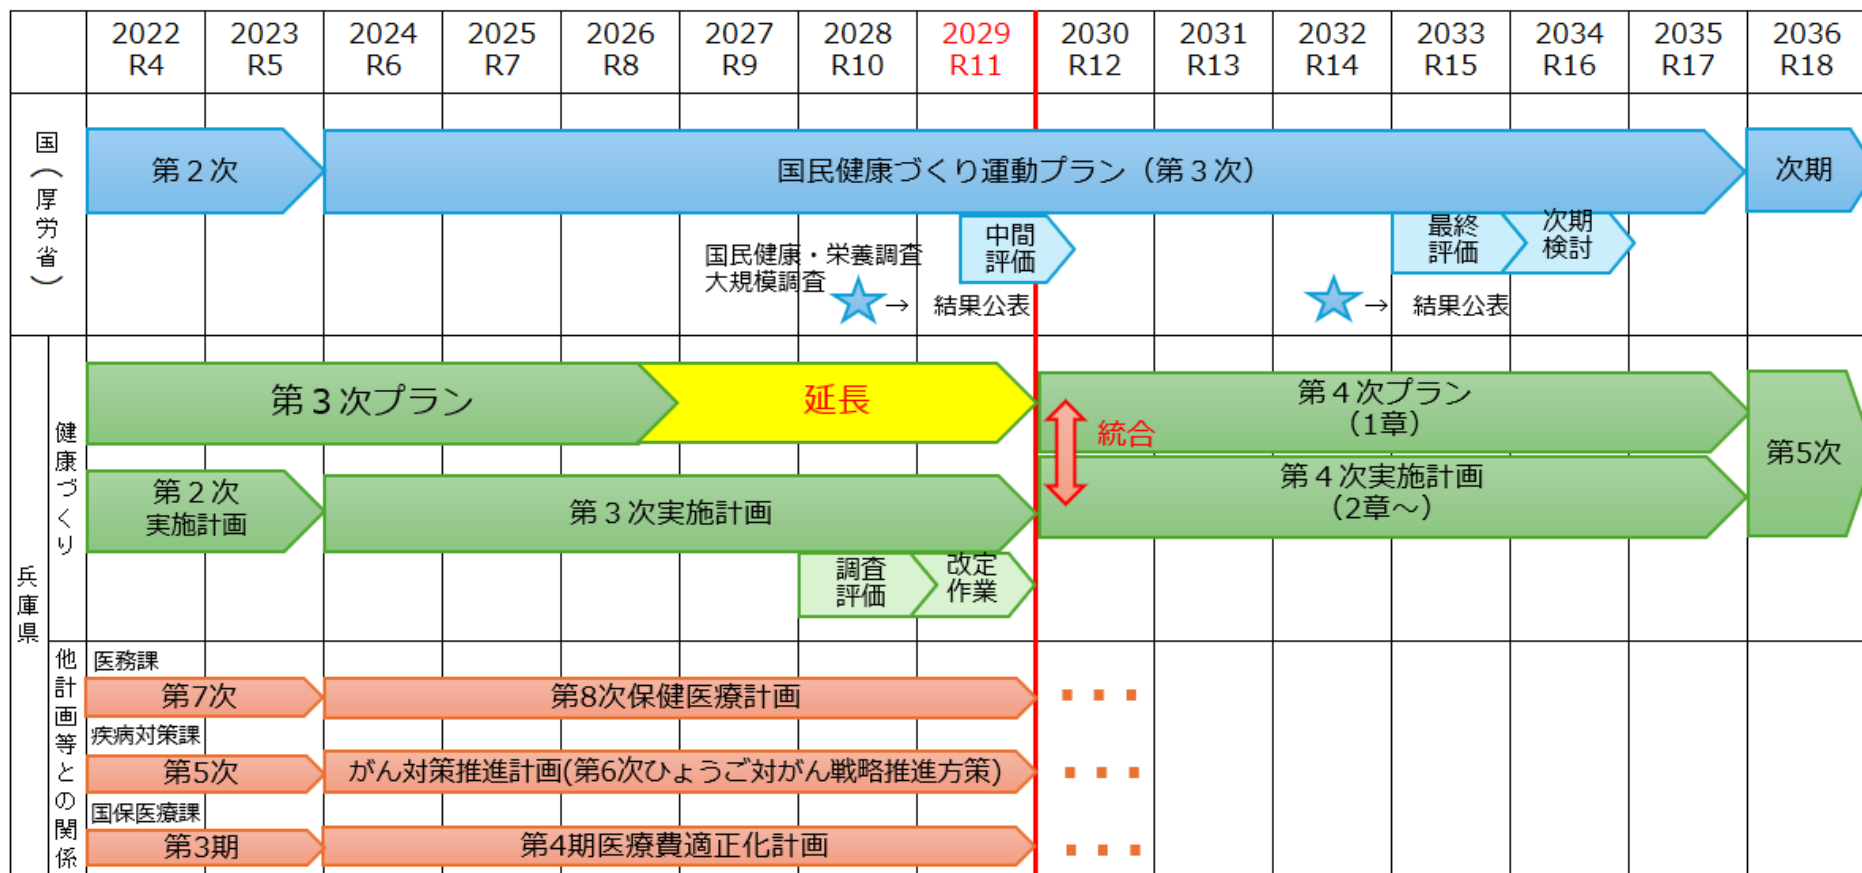 2022 2023 2024 2025 2026 2027 2028 2029 2030 2031 2032 2033 2034 2035 2036
R4 R5 R6 R7 R8 R9 R10 R11 R12 R13 R14 R15 R16 R17 R18
国(厚労省)
第２次
国民健康づくり運動プラン（第３次）
次期
国民健康・栄養調査
大規模調査
→ 結果公表
中間
評価
→ 結果公表
最終
評価
次期
検討
兵庫県
健康づくり
第３次プラン
延長
第４次プラン
（1章）
統合
第２次
実施計画
第３次実施計画
第４次実施計画
（2章～）
第5次
調査
評価
改定
作業
他計画等との関係
医務課
第7次
第8次保健医療計画
疾病対策課
第5次
がん対策推進計画(第6次ひょうご対がん戦略推進方策)
国保医療課
第3期
第4期医療費適正化計画